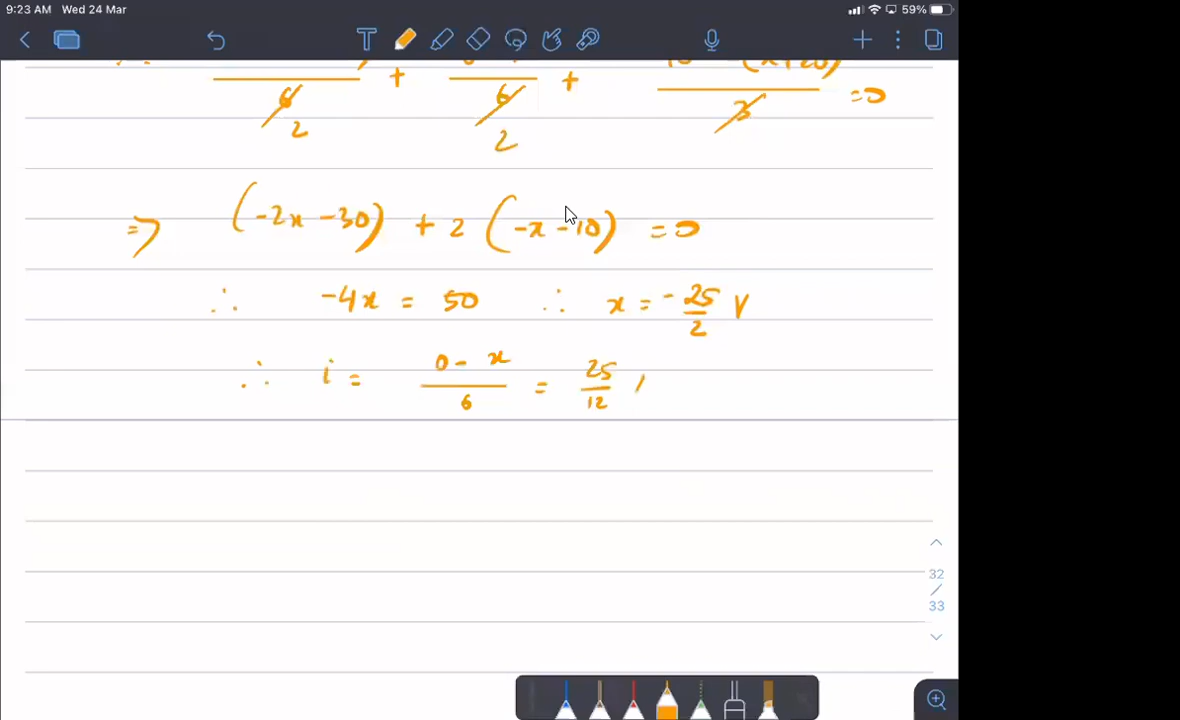 9:23 AM Wed 24 Mar 59%
+ + (x+20)
6 6 3 =0
2 2
=> (-2x -30) + 2 (-x -10) =0
∴ -4x = 50 ∴ x = -25/2 V
∴ i = 0-x/6 = 25/12
32
/
33